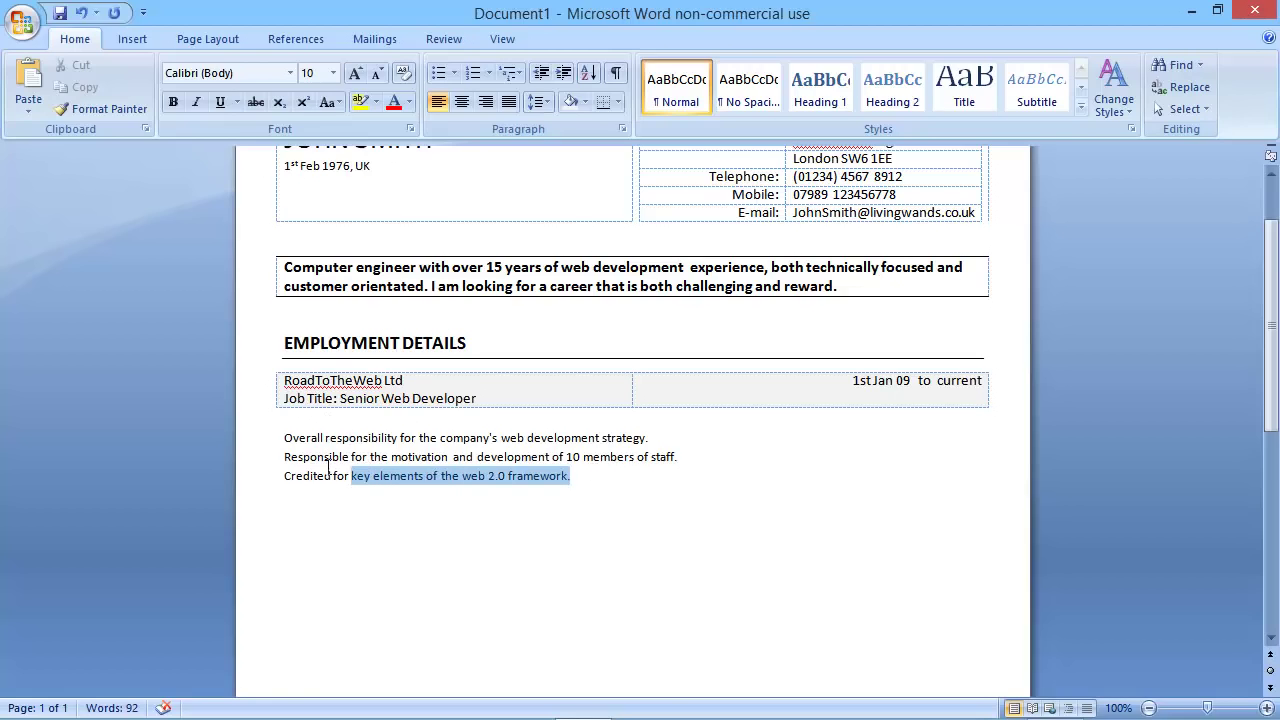 Document1 - Microsoft Word non-commercial use
Home Insert Page Layout References Mailings Review View
Paste
Cut
Copy
Format Painter
Clipboard
Calibri (Body) 10
Font
Paragraph
AaBbCcDc AaBbCcDc AaBbCc AaBbCc AaB AaBbCc.
¶ Normal ¶ No Spaci... Heading 1 Heading 2 Title Subtitle
Change Styles
Styles
Find
Replace
Select
Editing
JOHN SMITH
1st Feb 1976, UK
London SW6 1EE
Telephone: (01234) 4567 8912
Mobile: 07989 123456778
E-mail: JohnSmith@livingwands.co.uk
Computer engineer with over 15 years of web development experience, both technically focused and
customer orientated. I am looking for a career that is both challenging and reward.
EMPLOYMENT DETAILS
RoadToTheWeb Ltd 1st Jan 09 to current
Job Title: Senior Web Developer
Overall responsibility for the company's web development strategy.
Responsible for the motivation and development of 10 members of staff.
Credited for key elements of the web 2.0 framework.
Page: 1 of 1 Words: 92 100%